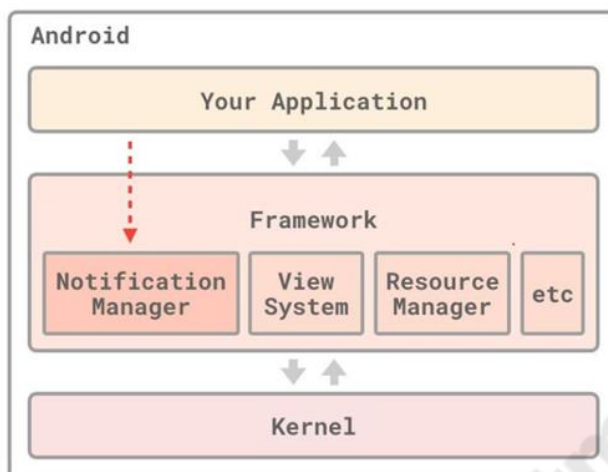 Android
Your Application
Framework
Notification
Manager
View
System
Resource
Manager
etc
Kernel